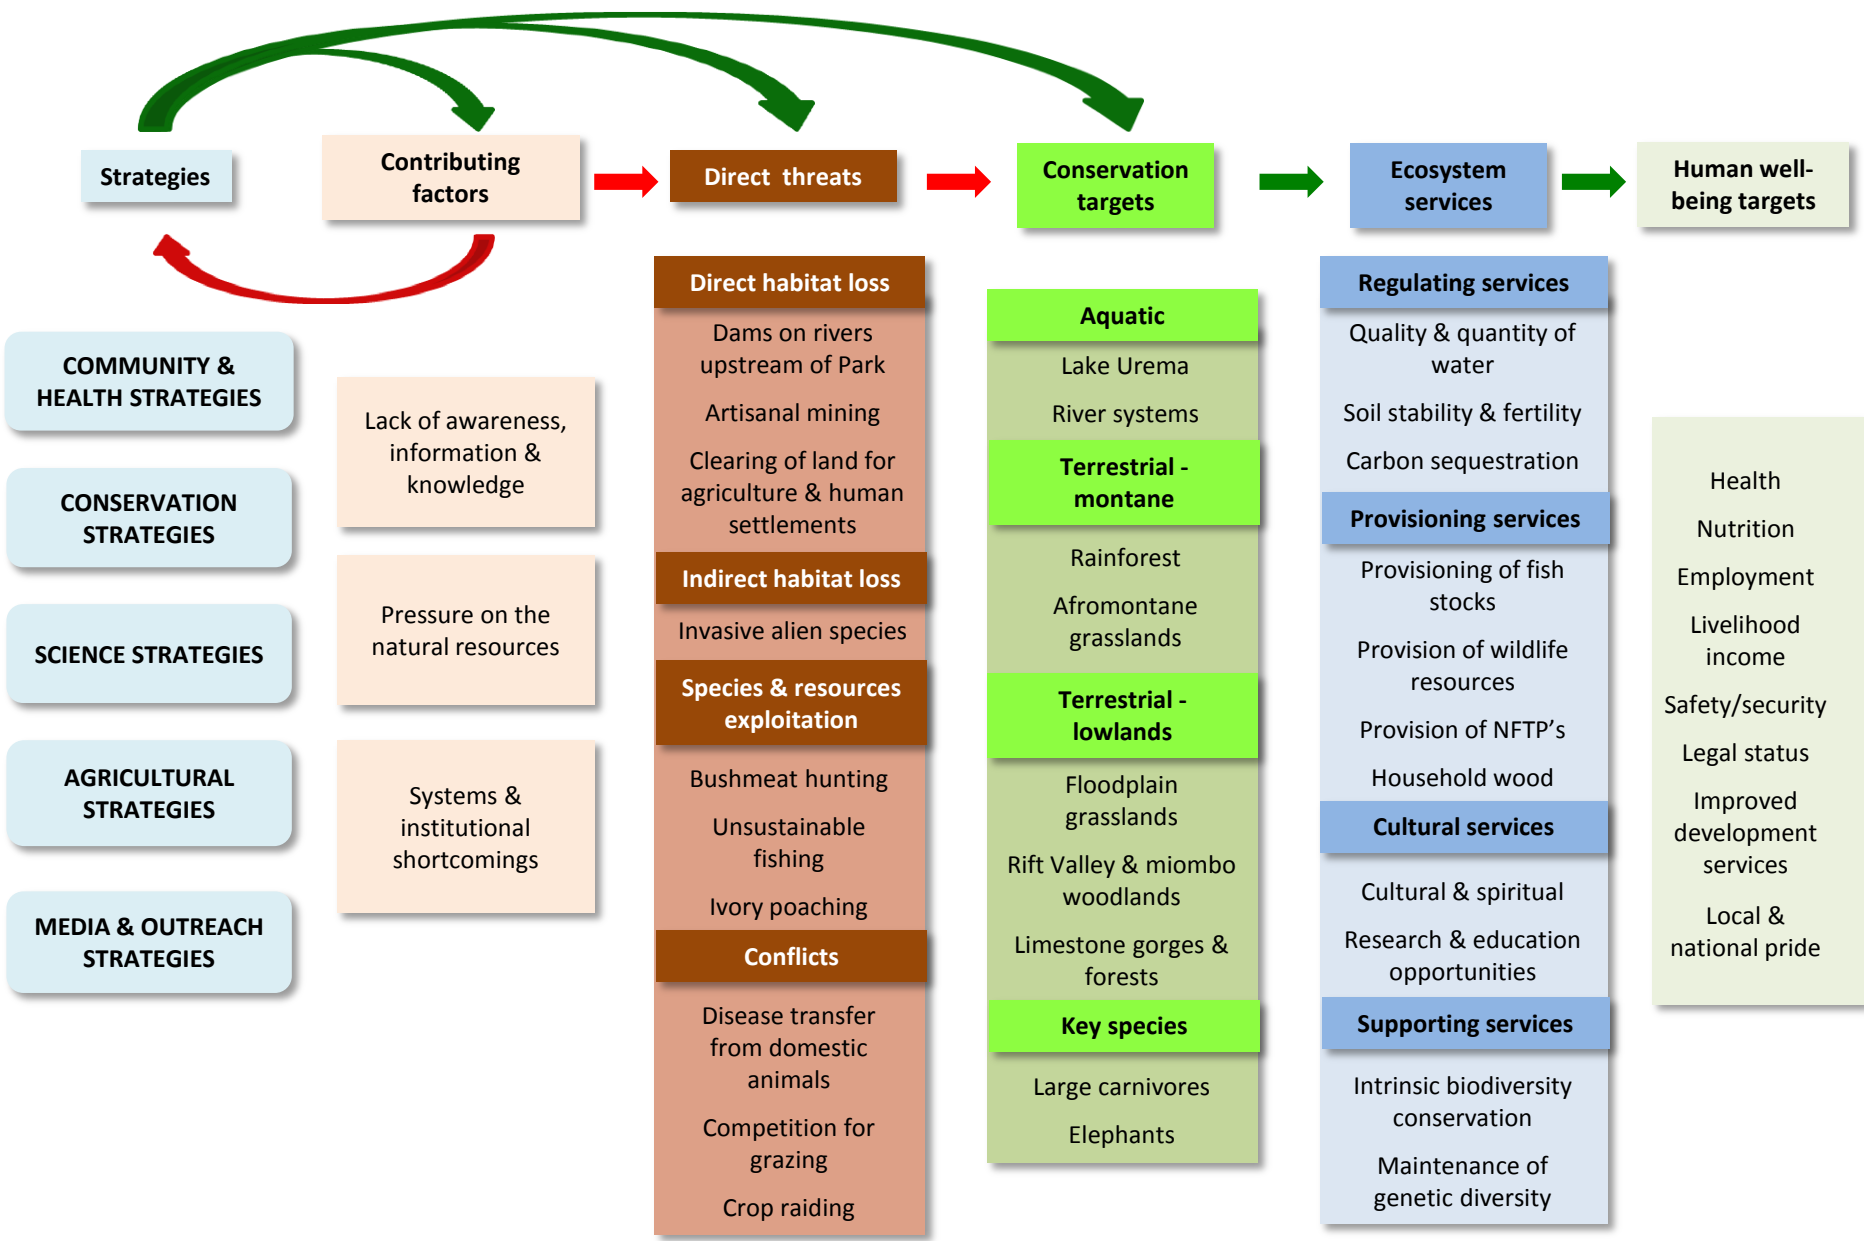 Strategies
Contributing
factors
Direct threats
Conservation
targets
Ecosystem
services
Human well-
being targets
COMMUNITY &
HEALTH STRATEGIES
CONSERVATION
STRATEGIES
SCIENCE STRATEGIES
AGRICULTURAL
STRATEGIES
MEDIA & OUTREACH
STRATEGIES
Lack of awareness,
information &
knowledge
Pressure on the
natural resources
Systems &
institutional
shortcomings
Direct habitat loss
Dams on rivers
upstream of Park
Artisanal mining
Clearing of land for
agriculture & human
settlements
Indirect habitat loss
Invasive alien species
Species & resources
exploitation
Bushmeat hunting
Unsustainable
fishing
Ivory poaching
Conflicts
Disease transfer
from domestic
animals
Competition for
grazing
Crop raiding
Aquatic
Lake Urema
River systems
Terrestrial -
montane
Rainforest
Afromontane
grasslands
Terrestrial -
lowlands
Floodplain
grasslands
Rift Valley & miombo
woodlands
Limestone gorges &
forests
Key species
Large carnivores
Elephants
Regulating services
Quality & quantity of
water
Soil stability & fertility
Carbon sequestration
Provisioning services
Provisioning of fish
stocks
Provision of wildlife
resources
Provision of NFTP's
Household wood
Cultural services
Cultural & spiritual
Research & education
opportunities
Supporting services
Intrinsic biodiversity
conservation
Maintenance of
genetic diversity
Health
Nutrition
Employment
Livelihood
income
Safety/security
Legal status
Improved
development
services
Local &
national pride